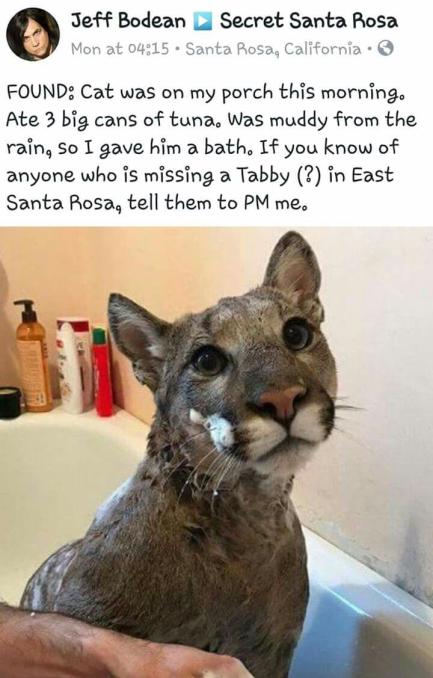 Jeff Bodean ▶ Secret Santa Rosa
Mon at 04:15 • Santa Rosa, California •
FOUND: Cat was on my porch this morning.
Ate 3 big cans of tuna. Was muddy from the
rain, so I gave him a bath. If you know of
anyone who is missing a Tabby (?) in East
Santa Rosa, tell them to PM me.